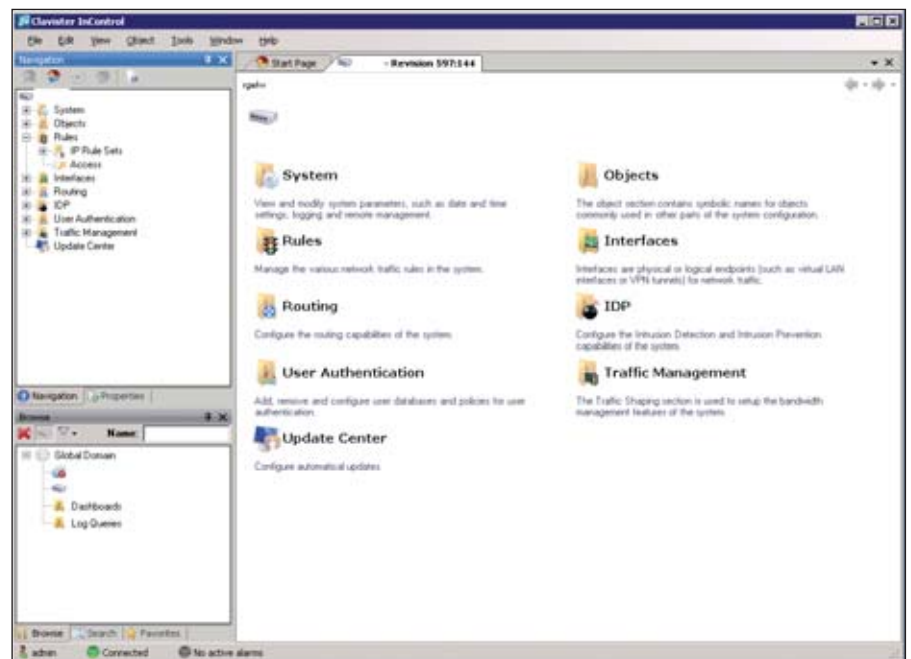 Clavister InControl
File Edit View Object Tools Window Help
Navigation
Start Page
- Revision 597:144
System
Objects
Rules
IP Rule Sets
Access
Interfaces
Routing
IDP
User Authentication
Traffic Management
Update Center
Navigation Properties
Browse
Name:
Global Domain
Dashboards
Log Queries
Browse Search Favorites
System
View and modify system parameters, such as date and time
settings, logging and remote management.
Objects
The object section contains symbolic names for objects
commonly used in other parts of the system configuration.
Rules
Manage the various network traffic rules in the system.
Interfaces
Interfaces are physical or logical endpoints (such as virtual LAN
interfaces or VPN tunnels) for network traffic.
Routing
Configure the routing capabilities of the system.
IDP
Configure the Intrusion Detection and Intrusion Prevention
capabilities of the system.
User Authentication
Add, remove and configure user databases and policies for user
authentication.
Traffic Management
The Traffic Shaping section is used to setup the bandwidth
management features of the system.
Update Center
Configure automatical updates
admin Connected No active alarms